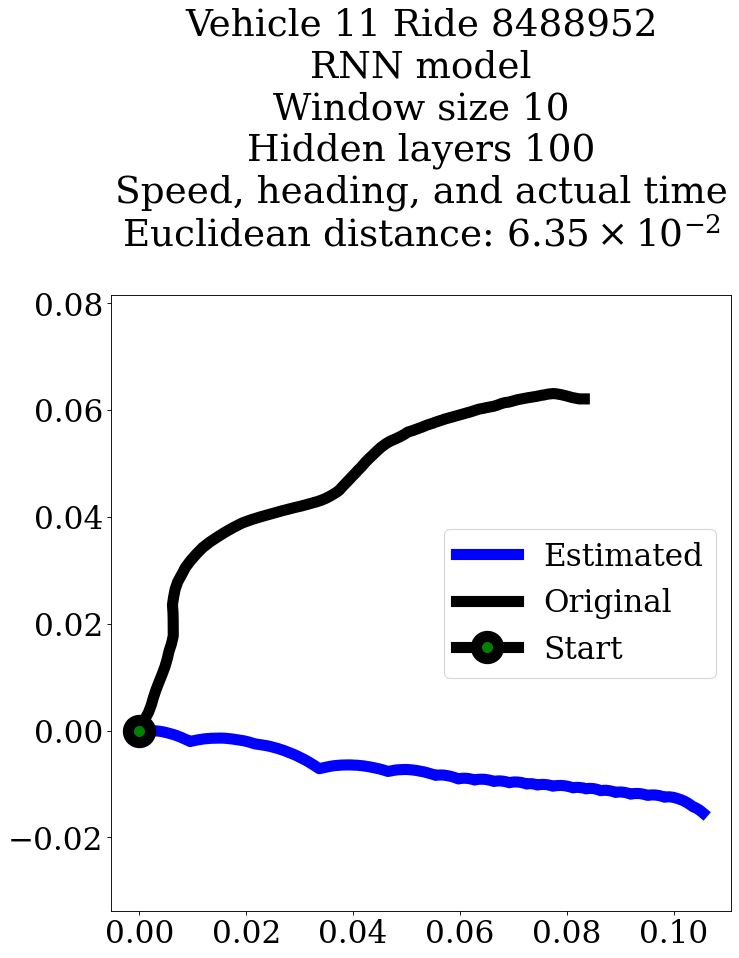 Vehicle 11 Ride 8488952
RNN model
Window size 10
Hidden layers 100
Speed, heading, and actual time
Euclidean distance: 6.35 × 10⁻²
0.08
0.06
0.04
0.02
0.00
−0.02
Estimated
Original
Start
0.00 0.02 0.04 0.06 0.08 0.10